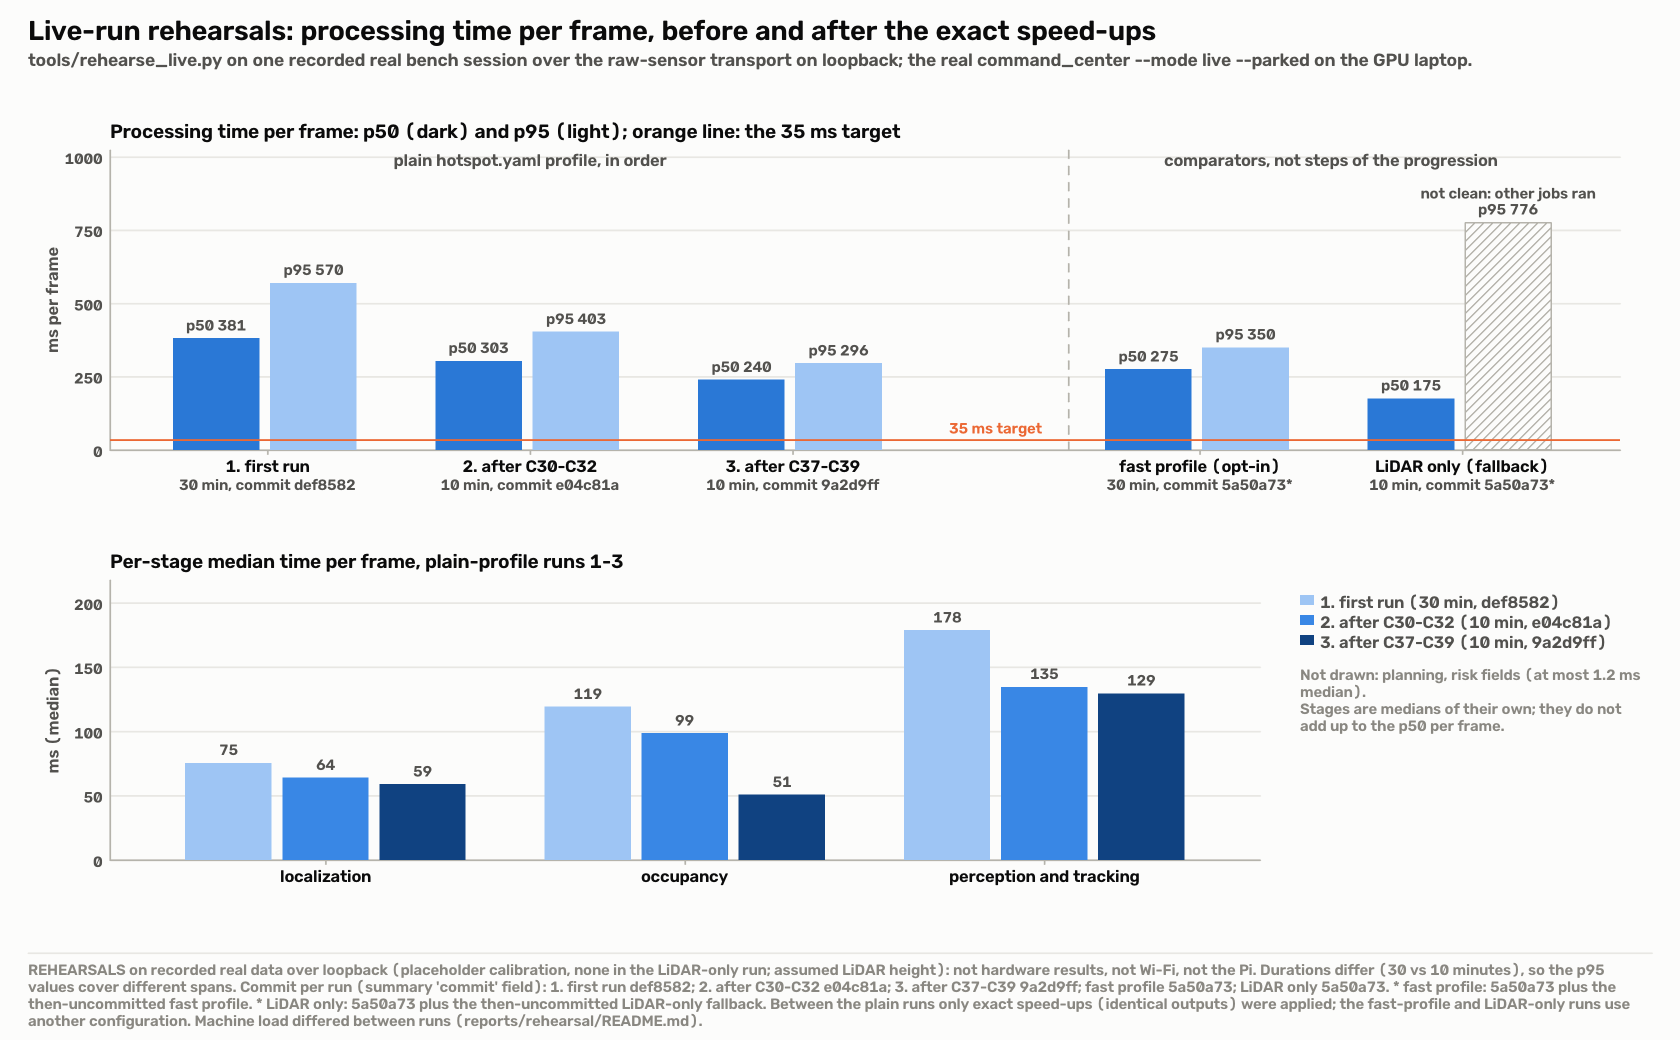 Live-run rehearsals: processing time per frame, before and after the exact speed-ups
tools/rehearse_live.py on one recorded real bench session over the raw-sensor transport on loopback; the real command_center --mode live --parked on the GPU laptop.
Processing time per frame: p50 (dark) and p95 (light); orange line: the 35 ms target
plain hotspot.yaml profile, in order
comparators, not steps of the progression
ms per frame
1000
750
500
250
0
p50 381
p95 570
p50 303
p95 403
p50 240
p95 296
35 ms target
p50 275
p95 350
p50 175
not clean: other jobs ran
p95 776
1. first run
30 min, commit def8582
2. after C30-C32
10 min, commit e04c81a
3. after C37-C39
10 min, commit 9a2d9ff
fast profile (opt-in)
30 min, commit 5a50a73*
LiDAR only (fallback)
10 min, commit 5a50a73*
Per-stage median time per frame, plain-profile runs 1-3
ms (median)
200
150
100
50
0
75
64
59
119
99
51
178
135
129
localization
occupancy
perception and tracking
1. first run (30 min, def8582)
2. after C30-C32 (10 min, e04c81a)
3. after C37-C39 (10 min, 9a2d9ff)
Not drawn: planning, risk fields (at most 1.2 ms
median).
Stages are medians of their own; they do not
add up to the p50 per frame.
REHEARSALS on recorded real data over loopback (placeholder calibration, none in the LiDAR-only run; assumed LiDAR height): not hardware results, not Wi-Fi, not the Pi. Durations differ (30 vs 10 minutes), so the p95
values cover different spans. Commit per run (summary 'commit' field): 1. first run def8582; 2. after C30-C32 e04c81a; 3. after C37-C39 9a2d9ff; fast profile 5a50a73; LiDAR only 5a50a73. * fast profile: 5a50a73 plus the
then-uncommitted fast profile. * LiDAR only: 5a50a73 plus the then-uncommitted LiDAR-only fallback. Between the plain runs only exact speed-ups (identical outputs) were applied; the fast-profile and LiDAR-only runs use
another configuration. Machine load differed between runs (reports/rehearsal/README.md).